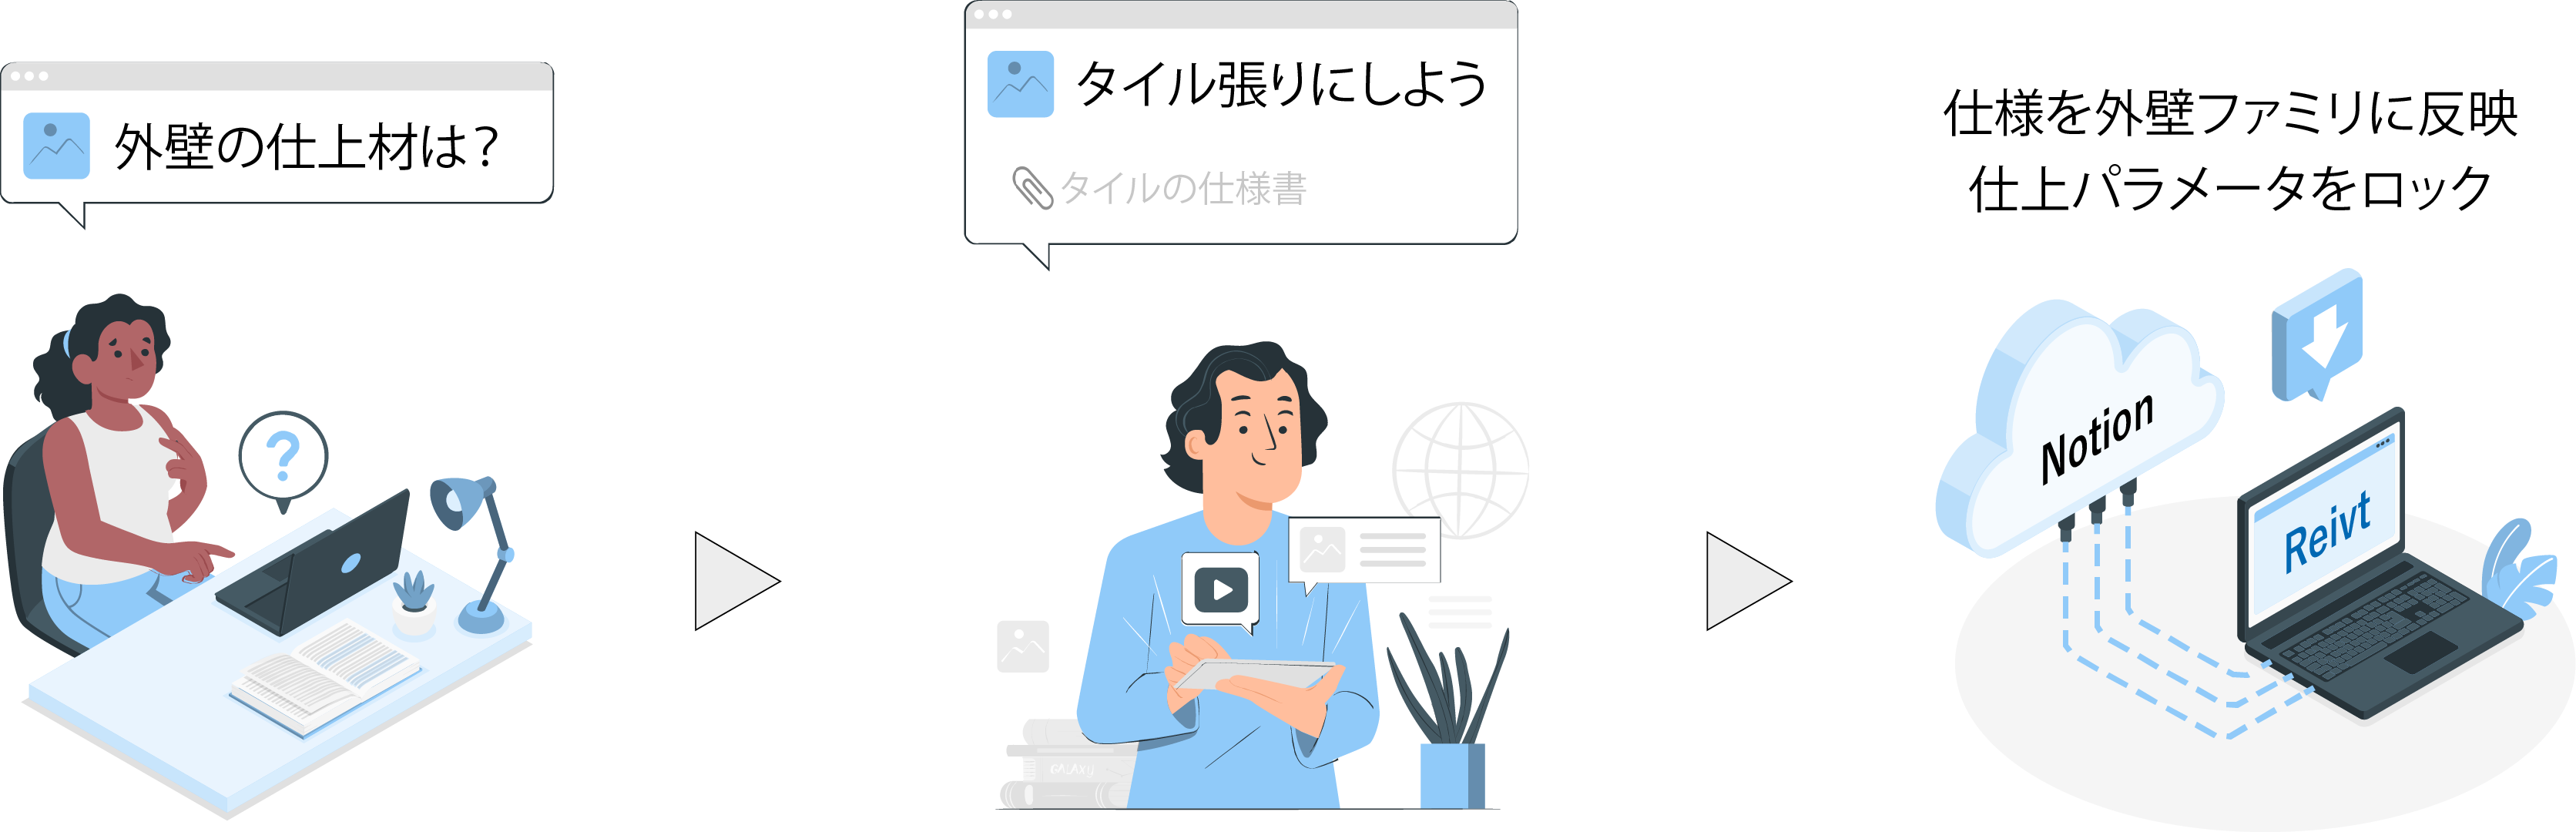 外壁の仕上材は？
タイル張りにしよう
タイルの仕様書
仕様を外壁ファミリに反映
仕上パラメータをロック
Notion
Reivt
GALAXY